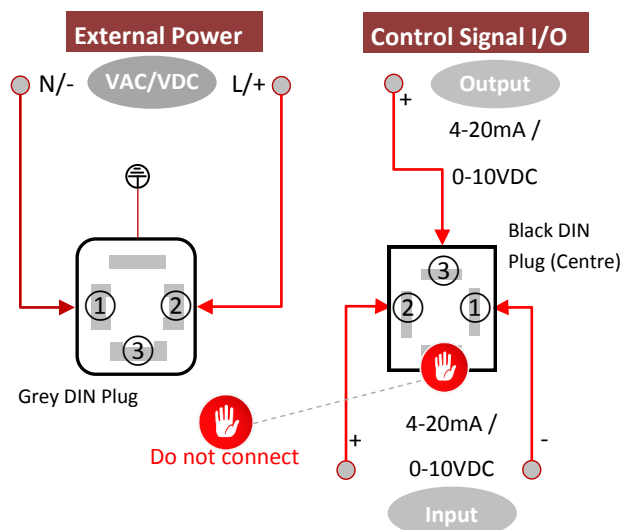 External Power
N/-
VAC/VDC
L/+
1
2
3
Grey DIN Plug
Do not connect
Control Signal I/O
Output
+
4-20mA /
0-10VDC
Black DIN
Plug (Centre)
3
2
1
+
4-20mA /
-
0-10VDC
Input